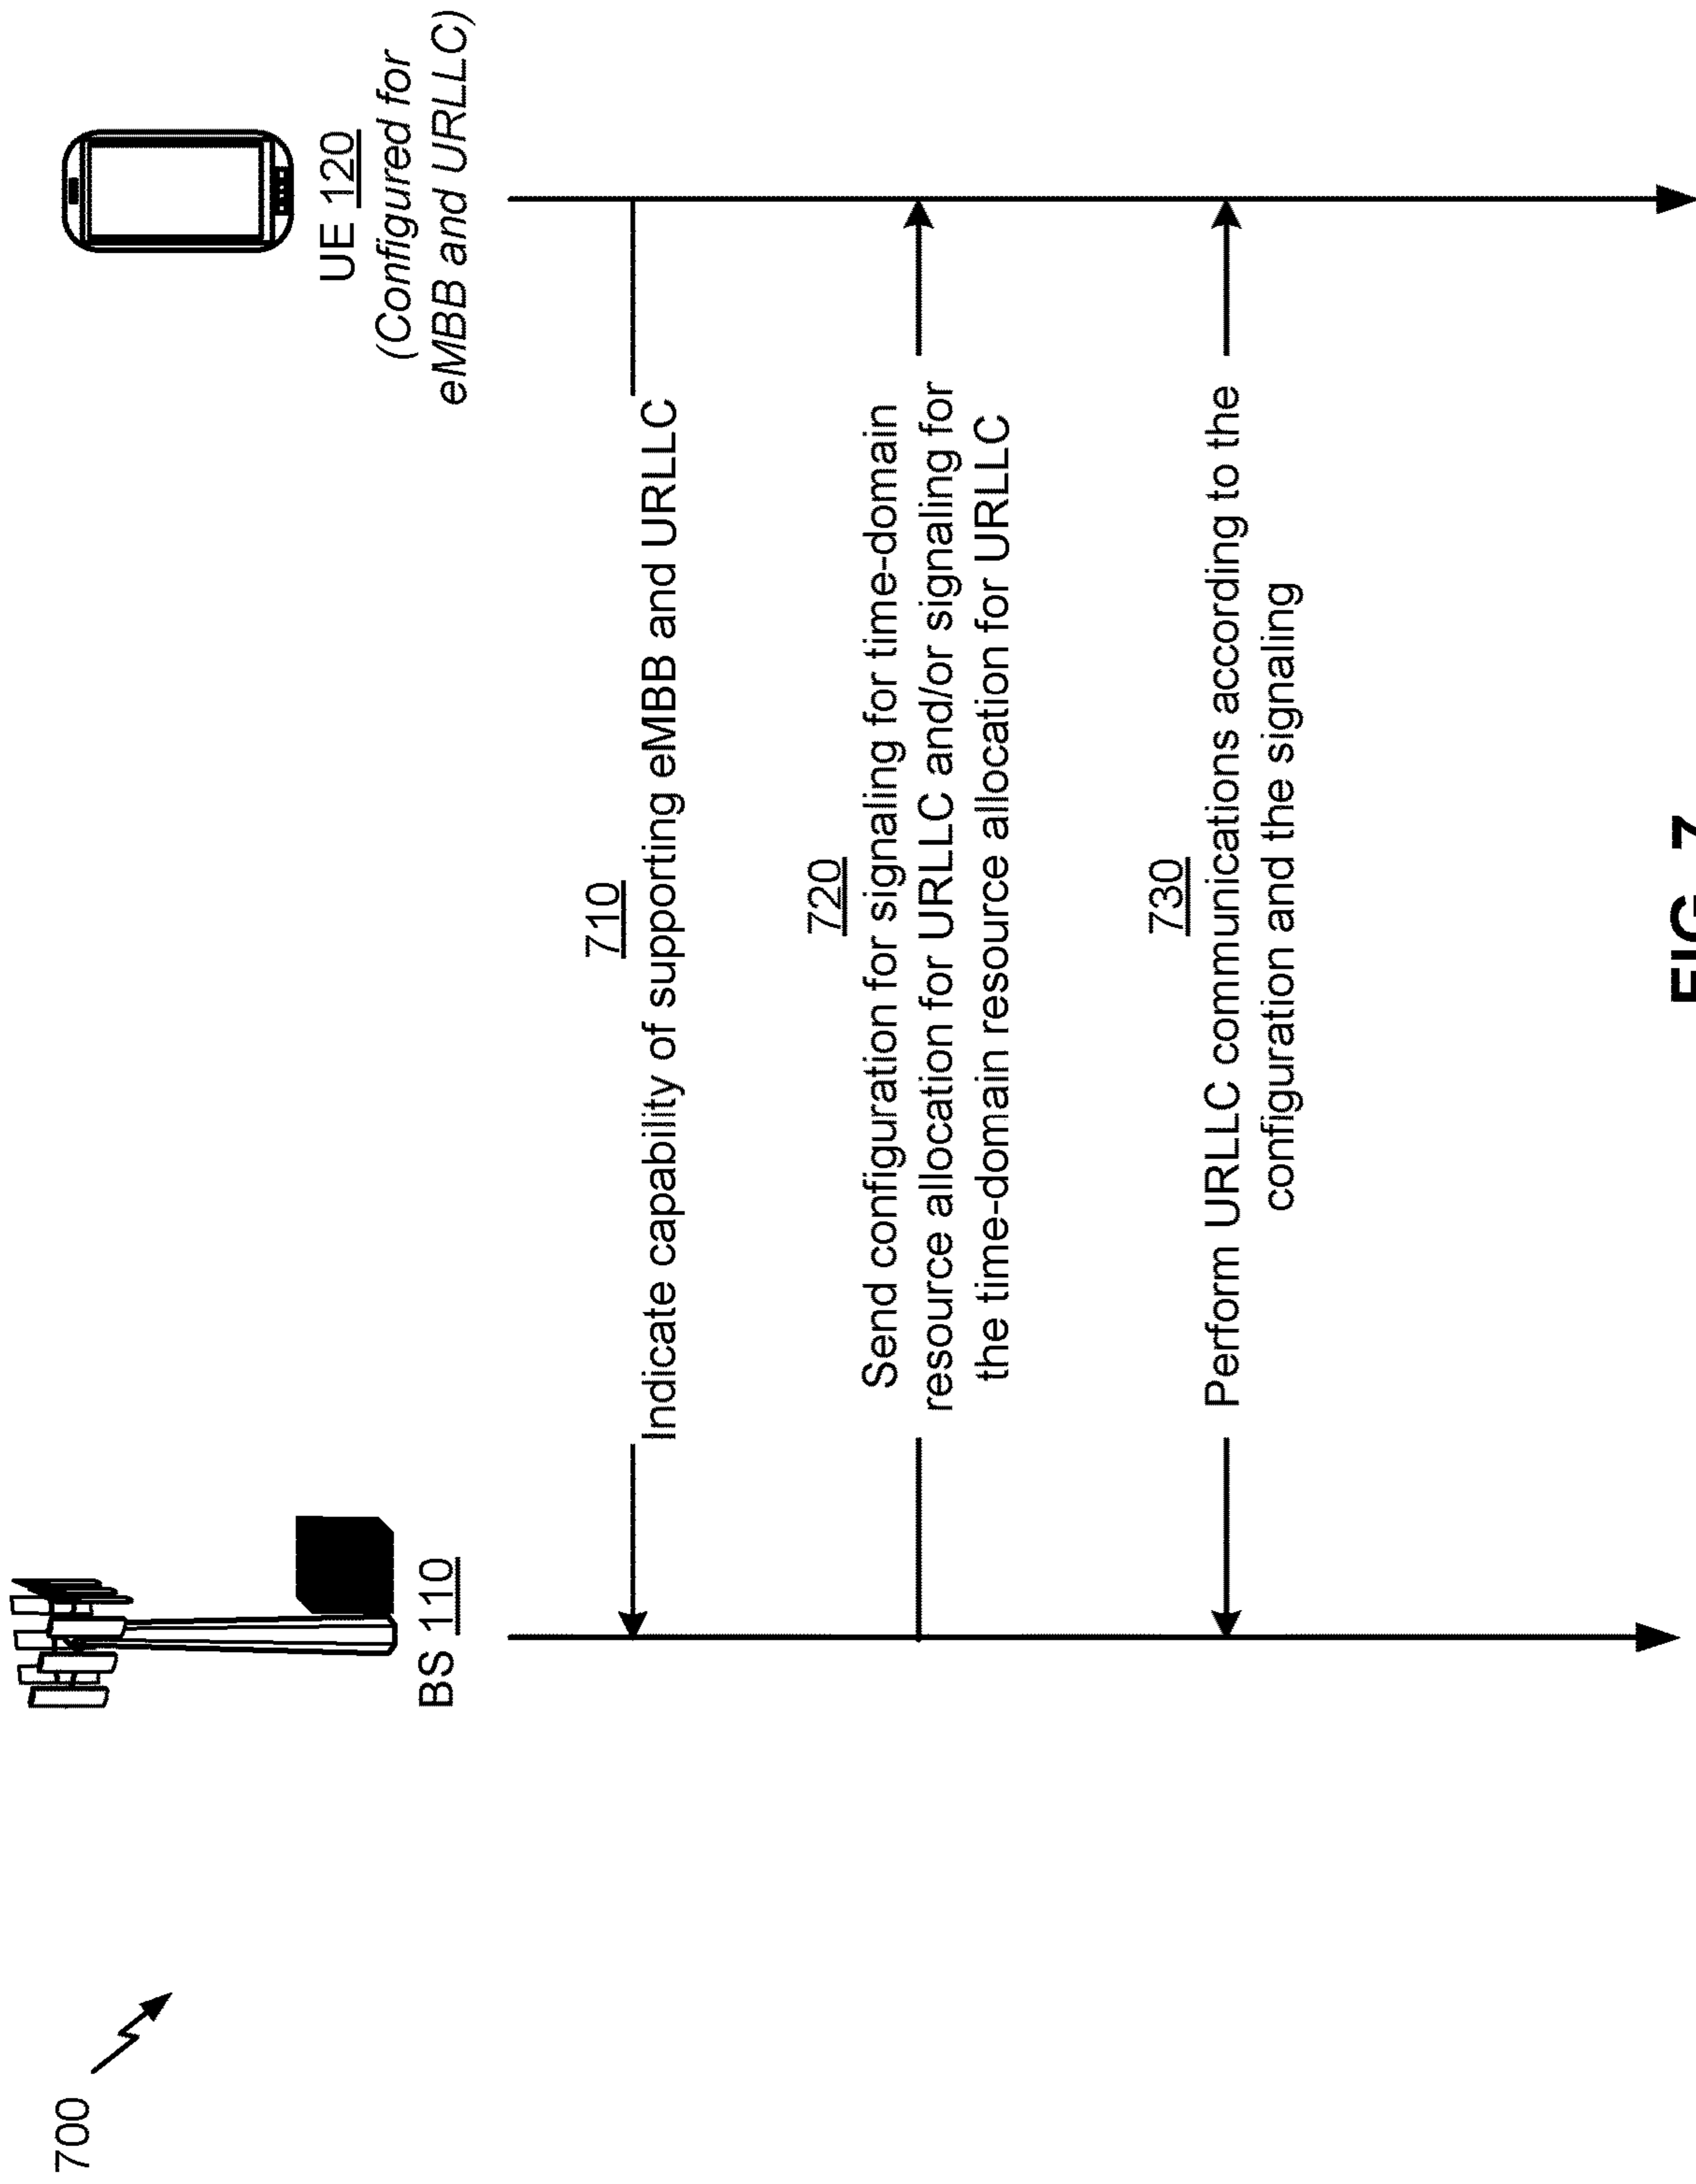 700
BS 110
UE 120
(Configured for
eMBB and URLLC)
710
Indicate capability of supporting eMBB and URLLC
720
Send configuration for signaling for time-domain
resource allocation for URLLC and/or signaling for
the time-domain resource allocation for URLLC
730
Perform URLLC communications according to the
configuration and the signaling
FIG. 7